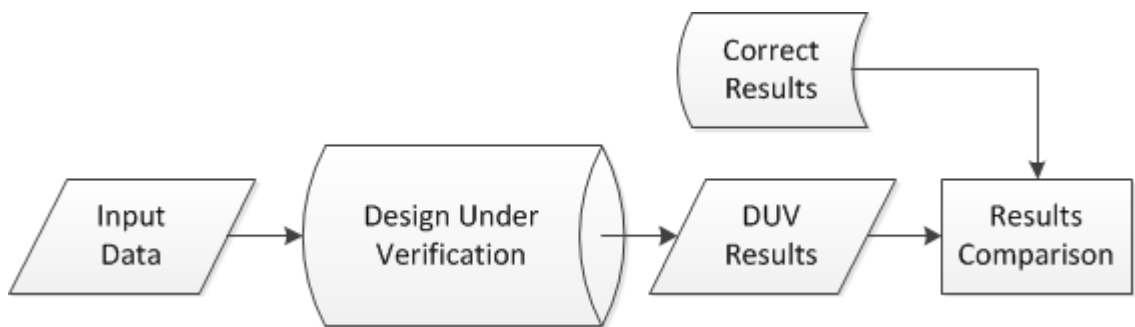 Correct
Results
Input
Data
Design Under
Verification
DUV
Results
Results
Comparison